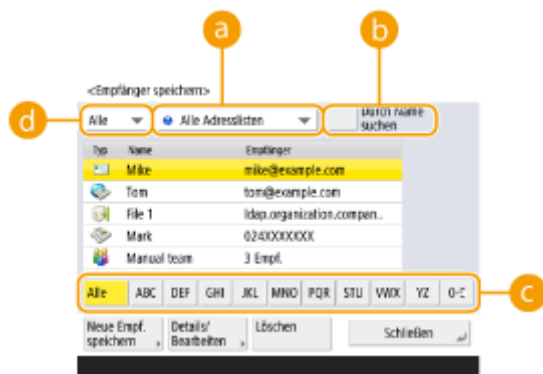 a
b
<Empfänger speichern>
d
Alle
Alle Adresslisten
Durch Name
suchen
Typ Name Empfänger
Mike mike@example.com
Tom tom@example.com
File 1 ldap.organization.compan..
Mark 024XXXXXXX
Manual team 3 Empf.
Alle ABC DEF GHI JKL MNO PQR STU VWX YZ
c
Neue Empf.
speichern
Details/
Bearbeiten
Löschen
Schließen